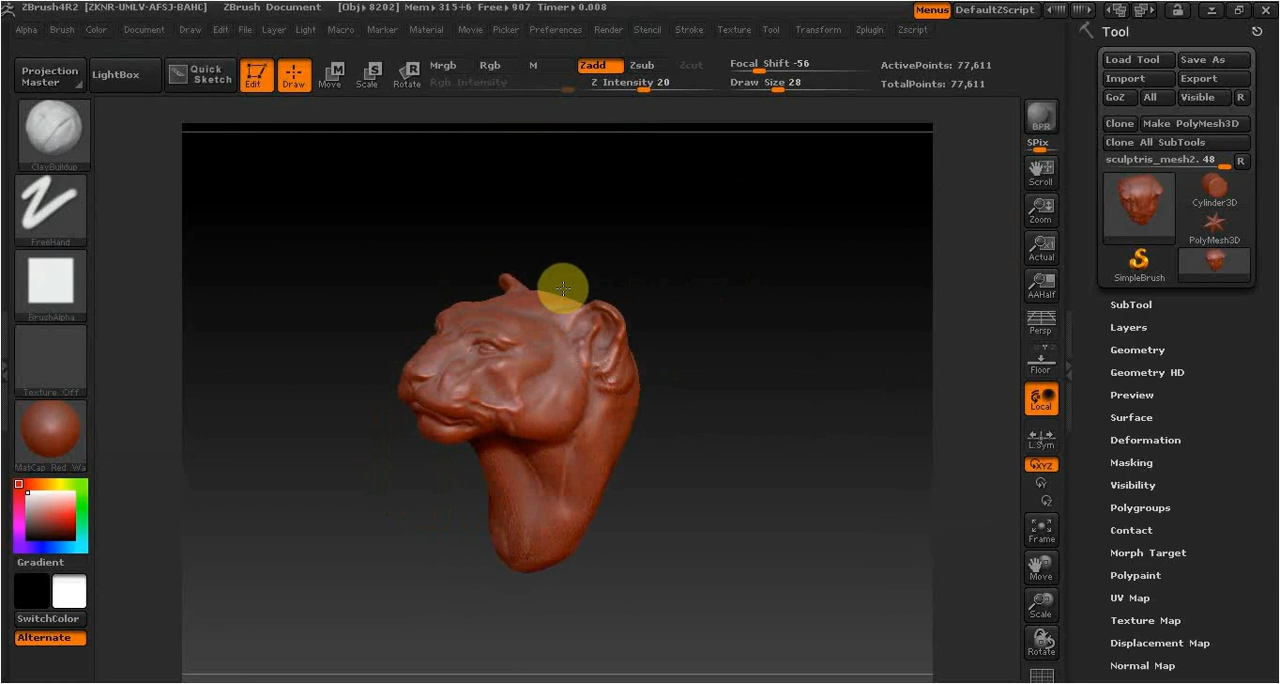 ZBrush4R2 [ZKNR-UMLV-AFSJ-BAHC] ZBrush Document [Obj▸ 8202] Mem▸315+6 Free▸907 Timer▸0.008 Menus DefaultZScript
Alpha Brush Color Document Draw Edit File Layer Light Macro Marker Material Movie Picker Preferences Render Stencil Stroke Texture Tool Transform Zplugin Zscript
Projection
Master
LightBox
Quick
Sketch
Edit
Draw
Move
Scale
Rotate
Mrgb Rgb M
Rgb Intensity
Zadd Zsub Zcut
Z Intensity 20
Focal Shift -56
Draw Size 28
ActivePoints: 77,611
TotalPoints: 77,611
ClayBuildup
FreeHand
BrushAlpha
Texture Off
MatCap Red Wa
Gradient
SwitchColor
Alternate
BPR
SPix
Scroll
Zoom
Actual
AAHalf
Persp
Floor
Local
L.Sym
XYZ
Y
Z
Frame
Move
Scale
Rotate
Tool
Load Tool Save As
Import Export
GoZ All Visible R
Clone Make PolyMesh3D
Clone All SubTools
sculptris_mesh2. 48 R
Cylinder3D
PolyMesh3D
SimpleBrush
SubTool
Layers
Geometry
Geometry HD
Preview
Surface
Deformation
Masking
Visibility
Polygroups
Contact
Morph Target
Polypaint
UV Map
Texture Map
Displacement Map
Normal Map